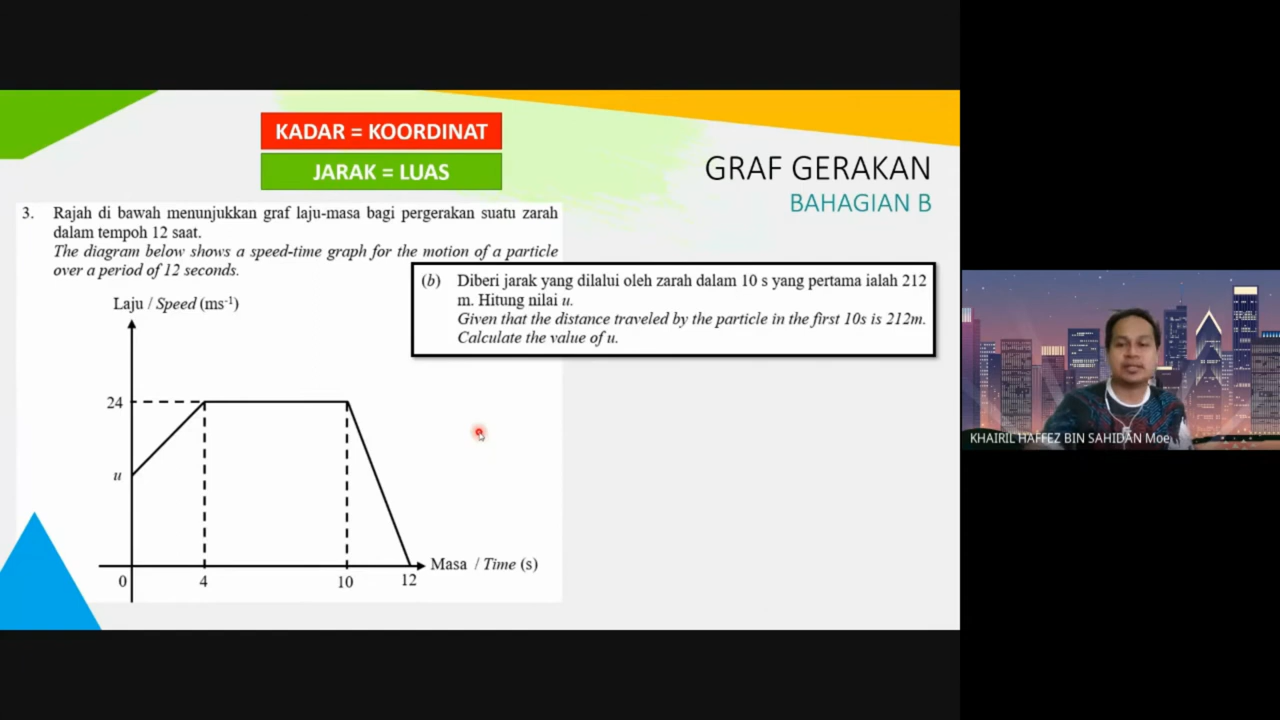 KADAR = KOORDINAT
JARAK = LUAS
GRAF GERAKAN
BAHAGIAN B
3. Rajah di bawah menunjukkan graf laju-masa bagi pergerakan suatu zarah
dalam tempoh 12 saat.
The diagram below shows a speed-time graph for the motion of a particle
over a period of 12 seconds.
(b) Diberi jarak yang dilalui oleh zarah dalam 10 s yang pertama ialah 212
m. Hitung nilai u.
Given that the distance traveled by the particle in the first 10s is 212m.
Calculate the value of u.
Laju / Speed (ms⁻¹)
24
u
Masa / Time (s)
0 4 10 12
KHAIRIL HAFFEZ BIN SAHIDAN Moe